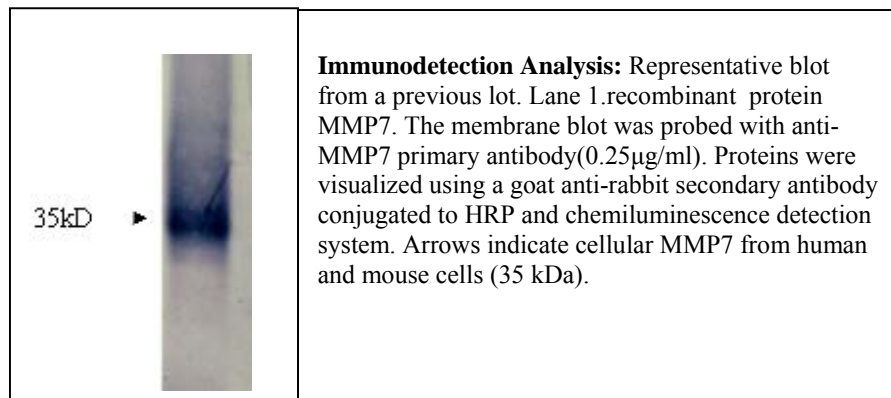 35kD
Immunodetection Analysis: Representative blot
from a previous lot. Lane 1.recombinant protein
MMP7. The membrane blot was probed with anti-
MMP7 primary antibody(0.25µg/ml). Proteins were
visualized using a goat anti-rabbit secondary antibody
conjugated to HRP and chemiluminescence detection
system. Arrows indicate cellular MMP7 from human
and mouse cells (35 kDa).